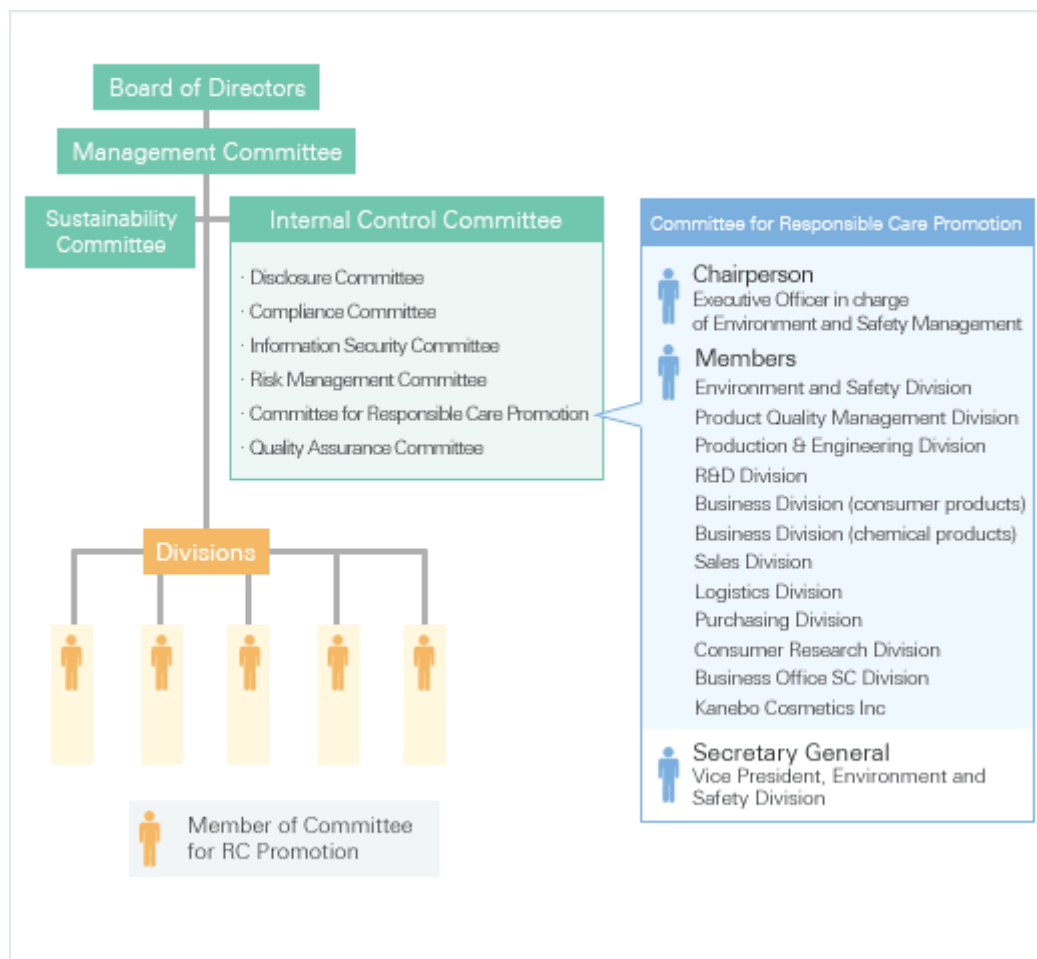 Board of Directors
Management Committee
Sustainability
Committee
Internal Control Committee
· Disclosure Committee
· Compliance Committee
· Information Security Committee
· Risk Management Committee
· Committee for Responsible Care Promotion
· Quality Assurance Committee
Committee for Responsible Care Promotion
Chairperson
Executive Officer in charge
of Environment and Safety Management
Members
Environment and Safety Division
Product Quality Management Division
Production & Engineering Division
R&D Division
Business Division (consumer products)
Business Division (chemical products)
Sales Division
Logistics Division
Purchasing Division
Consumer Research Division
Business Office SC Division
Kanebo Cosmetics Inc
Secretary General
Vice President, Environment and
Safety Division
Divisions
Member of Committee
for RC Promotion